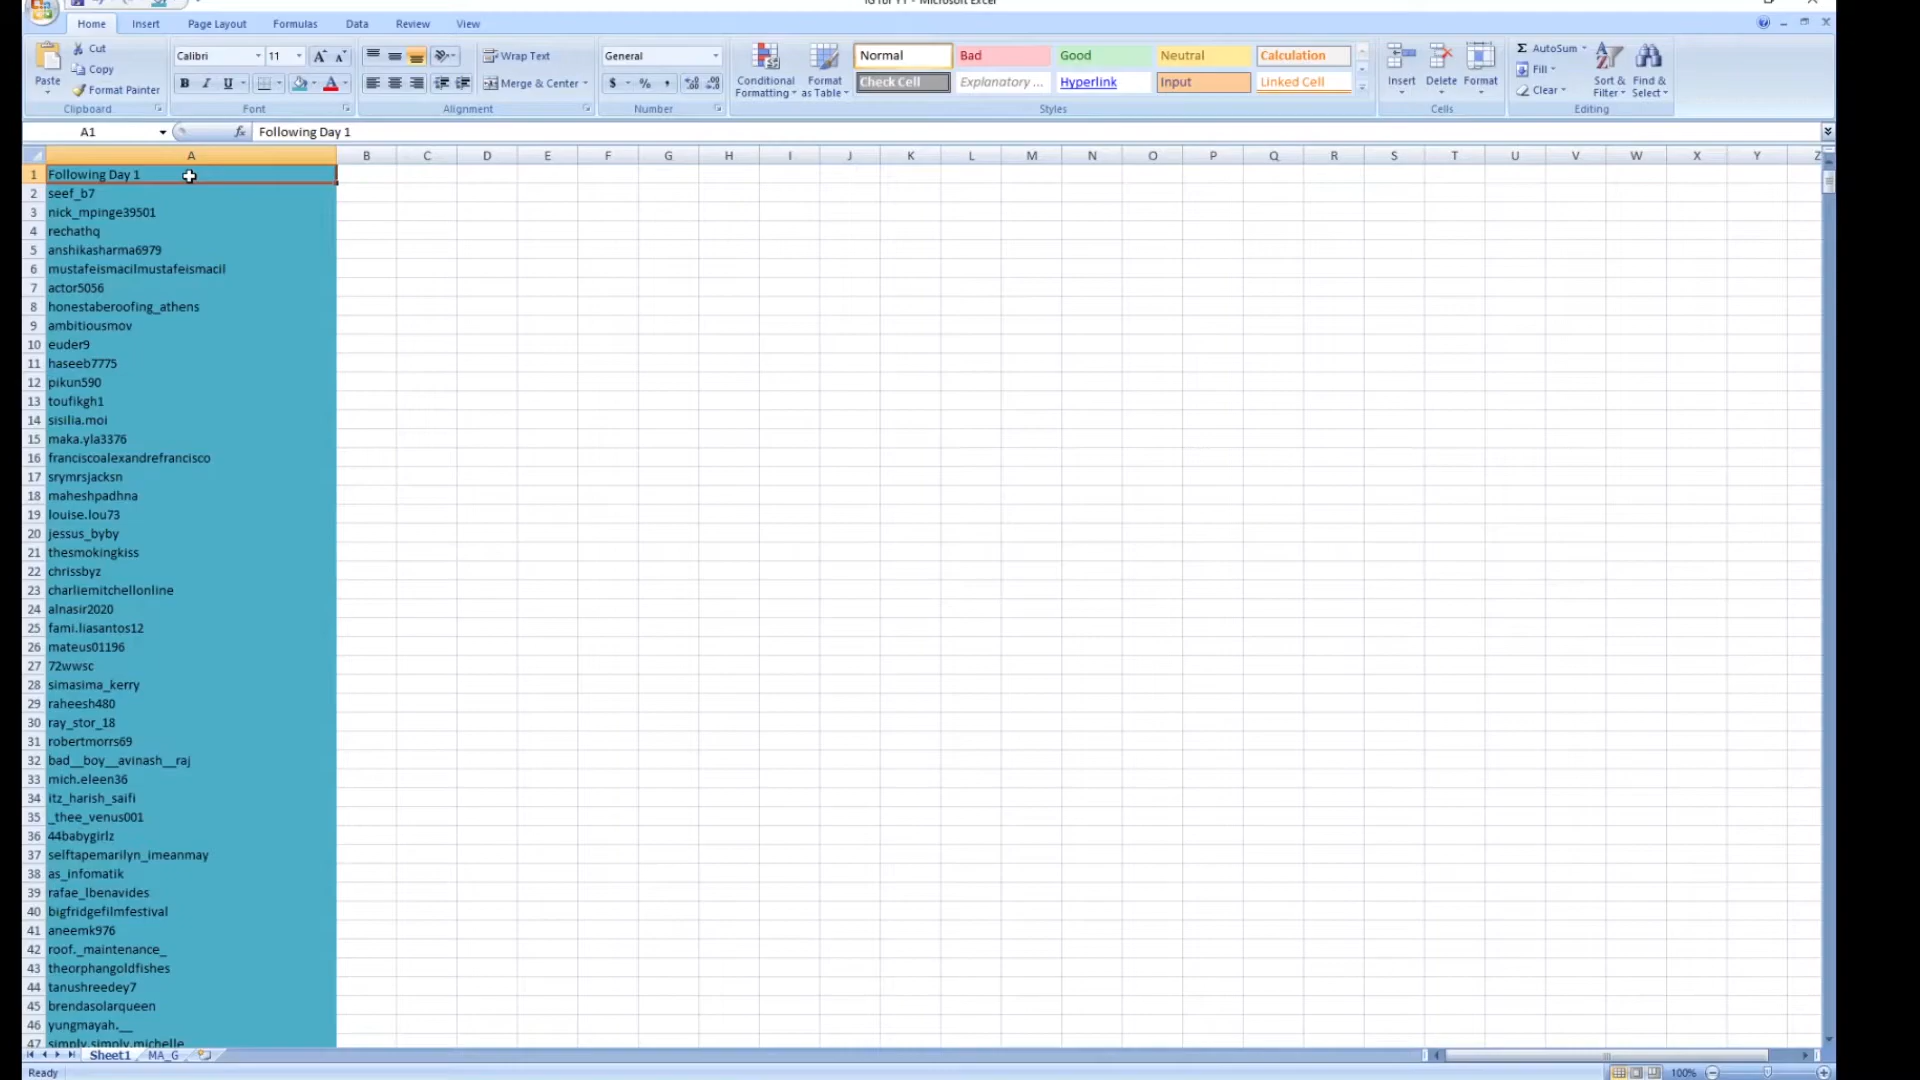 Home Insert Page Layout Formulas Data Review View
Cut
Copy
Format Painter
Paste
Clipboard
Calibri 11
B I U
Font
Wrap Text
Merge & Center
Alignment
General
$ % ,
Number
Conditional Formatting
Format as Table
Normal Bad Good Neutral Calculation
Check Cell Explanatory ... Hyperlink Input Linked Cell
Styles
Insert Delete Format
Cells
Σ AutoSum
Fill
Clear
Sort & Filter
Find & Select
Editing
A1 fx Following Day 1
A B C D E F G H I J K L M N O P Q R S T U V W X Y Z
1 Following Day 1
2 seef_b7
3 nick_mpinge39501
4 rechathq
5 anshikasharma6979
6 mustafeismacilmustafeismacil
7 actor5056
8 honestaberoofing_athens
9 ambitiousmov
10 euder9
11 haseeb7775
12 pikun590
13 toufikgh1
14 sisilia.moi
15 maka.yla3376
16 franciscoalexandrefrancisco
17 srymrsjacksn
18 maheshpadhna
19 louise.lou73
20 jessus_byby
21 thesmokingkiss
22 chrissbyz
23 charliemitchellonline
24 alnasir2020
25 fami.liasantos12
26 mateus01196
27 72wwsc
28 simasima_kerry
29 raheesh480
30 ray_stor_18
31 robertmorrs69
32 bad__boy__avinash__raj
33 mich.eleen36
34 itz_harish_saifi
35 _thee_venus001
36 44babygirlz
37 selftapemarilyn_imeanmay
38 as_infomatik
39 rafae_lbenavides
40 bigfridgefilmfestival
41 aneemk976
42 roof._maintenance_
43 theorphangoldfishes
44 tanushreedey7
45 brendasolarqueen
46 yungmayah.__
47 simply.simply.michelle
Sheet1 MA_G
Ready 100%